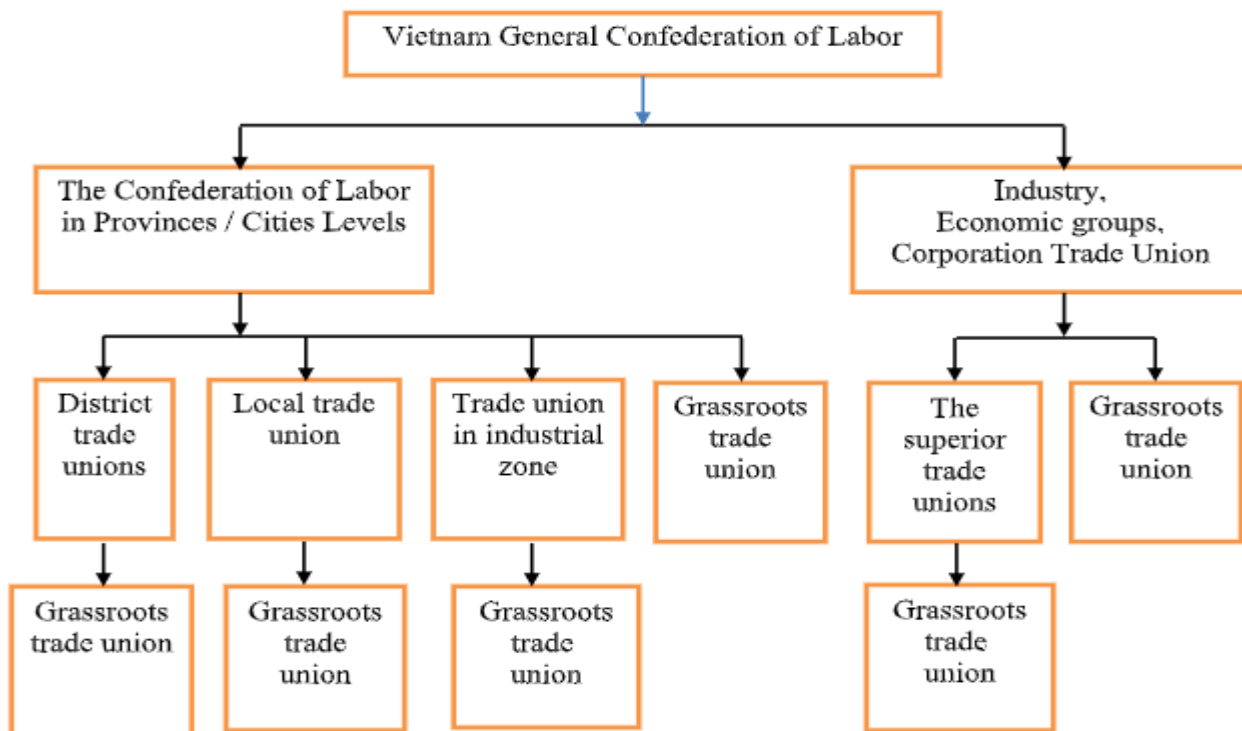 Vietnam General Confederation of Labor
The Confederation of Labor
in Provinces / Cities Levels
Industry,
Economic groups,
Corporation Trade Union
District
trade
unions
Local trade
union
Trade union
in industrial
zone
Grassroots
trade
union
The
superior
trade
unions
Grassroots
trade
union
Grassroots
trade union
Grassroots
trade
union
Grassroots
trade
union
Grassroots
trade
union